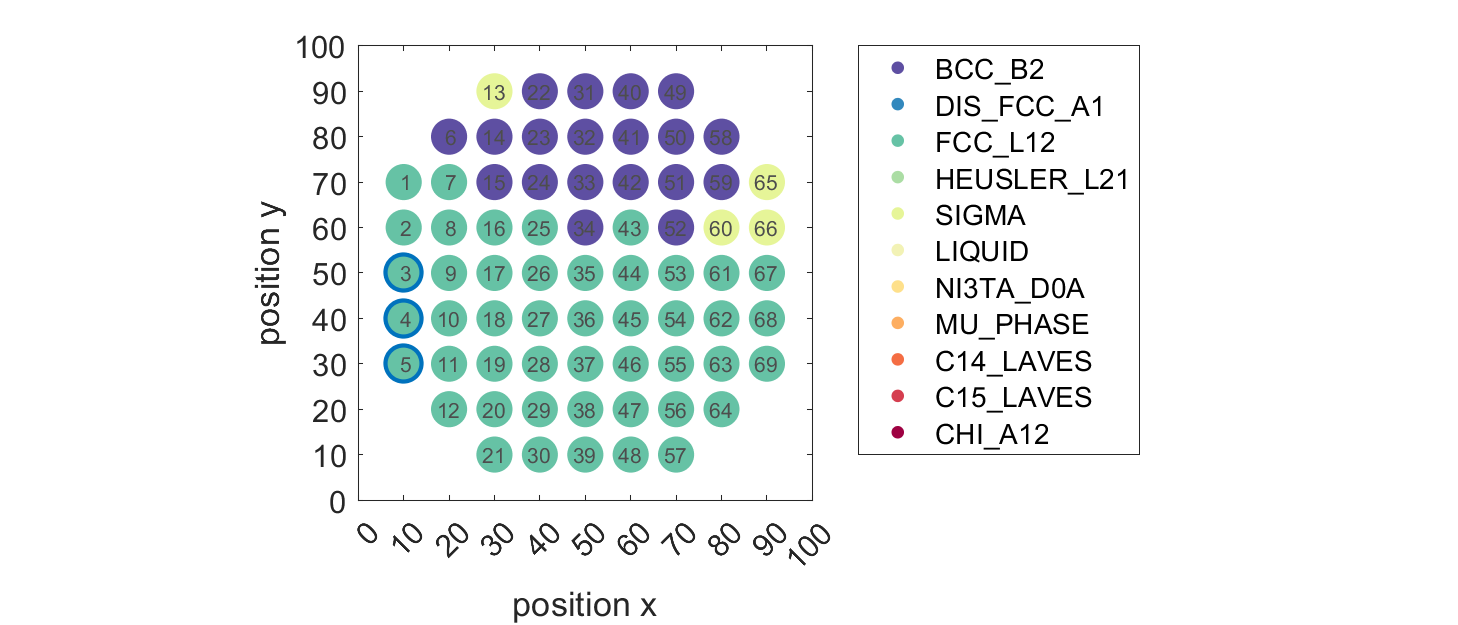 100
90
80
70
60
50
40
30
20
10
0
position y
13 22 31 40 49
6 14 23 32 41 50 58
1 7 15 24 33 42 51 59 65
2 8 16 25 34 43 52 60 66
3 9 17 26 35 44 53 61 67
4 10 18 27 36 45 54 62 68
5 11 19 28 37 46 55 63 69
12 20 29 38 47 56 64
21 30 39 48 57
0 10 20 30 40 50 60 70 80 90 100
position x
BCC_B2
DIS_FCC_A1
FCC_L12
HEUSLER_L21
SIGMA
LIQUID
NI3TA_D0A
MU_PHASE
C14_LAVES
C15_LAVES
CHI_A12